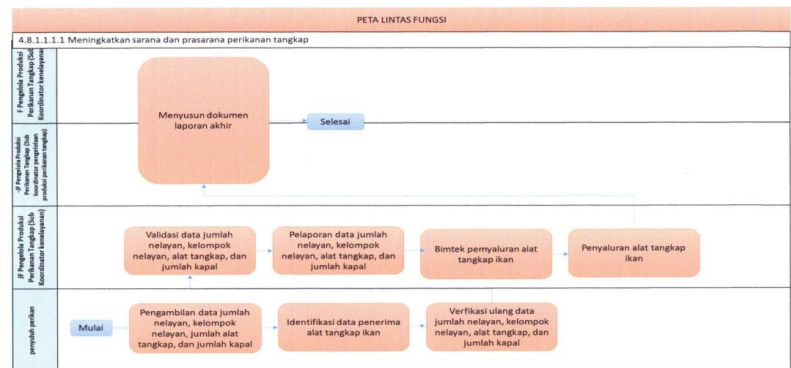 PETA LINTAS FUNGSI
4.8.1.1.1.1 Meningkatkan sarana dan prasarana perikanan tangkap
F Pengelola Produksi
Perikanan Tangkap (Sub
Koordinator kenelayanan)
Menyusun dokumen
laporan akhir
Selesai
JF Pengelola Produksi
Perikanan Tangkap (Sub
koordinator pengelolaan
produksi perikanan tangkap)
JF Pengelola Produksi
Perikanan Tangkap (Sub
Koordinator kenelayanan)
Validasi data jumlah
nelayan, kelompok
nelayan, alat tangkap, dan
jumlah kapal
Pelaporan data jumlah
nelayan, kelompok
nelayan, alat tangkap, dan
jumlah kapal
Bimtek pemyaluran alat
tangkap ikan
Penyaluran alat tangkap
ikan
penyuluh perikan
Mulai
Pengambilan data jumlah
nelayan, kelompok
nelayan, jumlah alat
tangkap, dan jumlah kapal
Identifikasi data penerima
alat tangkap ikan
Verfikasi ulang data
jumlah nelayan, kelompok
nelayan, alat tangkap, dan
jumlah kapal